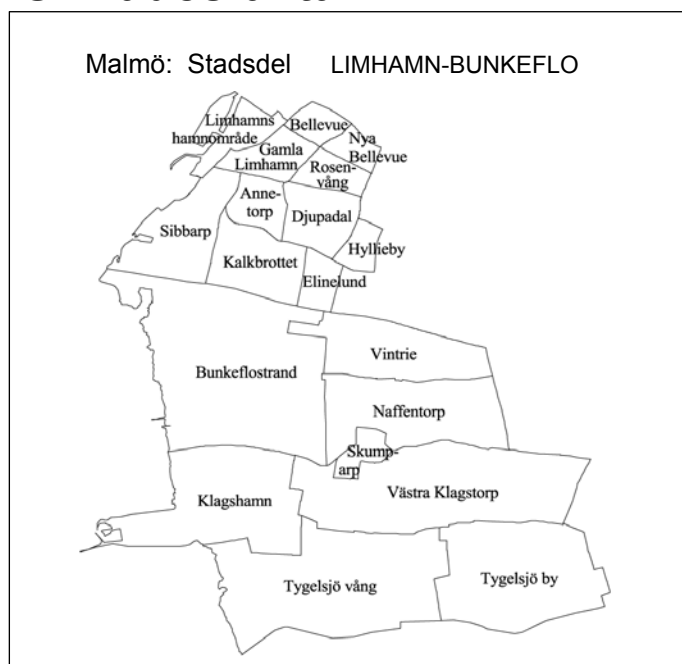 Malmö: Stadsdel LIMHAMN-BUNKEFLO
Limhamns
hamnområde
Bellevue
Nya
Bellevue
Gamla
Limhamn
Rosen-
vång
Anne-
torp
Djupadal
Sibbarp
Hyllieby
Kalkbrottet
Elinelund
Vintrie
Bunkeflostrand
Naffentorp
Skump-
arp
Klagshamn
Västra Klagstorp
Tygelsjö vång
Tygelsjö by